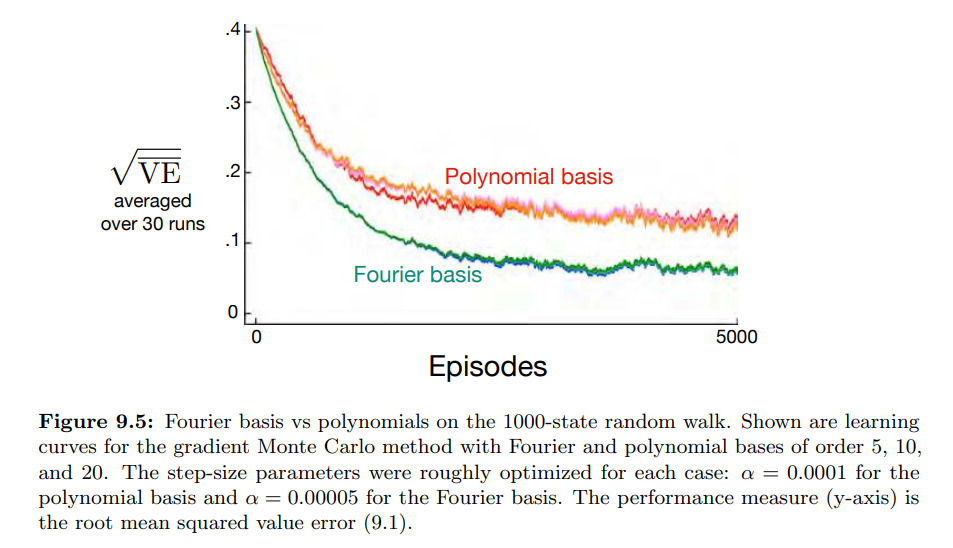 .4
.3
.2
.1
0
√VE
averaged
over 30 runs
Polynomial basis
Fourier basis
0
5000
Episodes
Figure 9.5: Fourier basis vs polynomials on the 1000-state random walk. Shown are learning
curves for the gradient Monte Carlo method with Fourier and polynomial bases of order 5, 10,
and 20. The step-size parameters were roughly optimized for each case: α = 0.0001 for the
polynomial basis and α = 0.00005 for the Fourier basis. The performance measure (y-axis) is
the root mean squared value error (9.1).